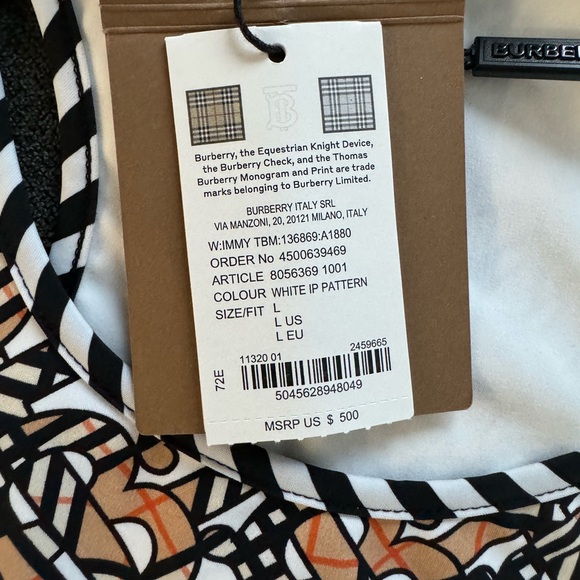 BURBER
Burberry, the Equestrian Knight Device,
the Burberry Check, and the Thomas
Burberry Monogram and Print are trade
marks belonging to Burberry Limited.
BURBERRY ITALY SRL
VIA MANZONI, 20, 20121 MILANO, ITALY
W:IMMY TBM:136869:A1880
ORDER No 4500639469
ARTICLE 8056369 1001
COLOUR WHITE IP PATTERN
SIZE/FIT L
L US
L EU
72E
11320 01 2459665
5045628948049
MSRP US $ 500